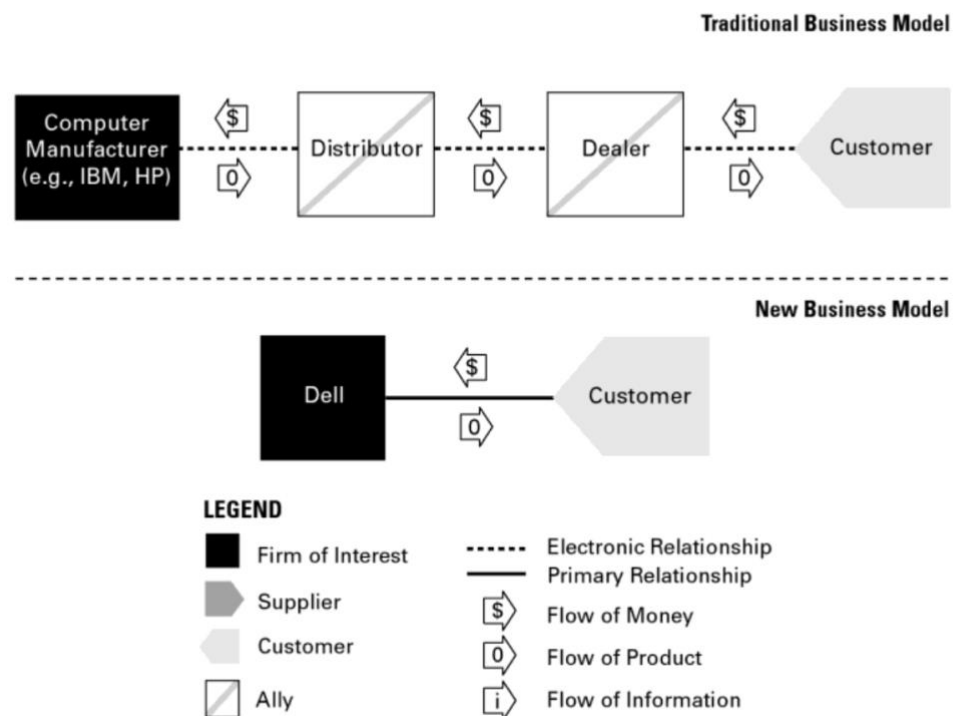 Traditional Business Model
$
$
$
Computer
Manufacturer
(e.g., IBM, HP)
Distributor
Dealer
Customer
0
0
0
New Business Model
$
Dell
Customer
0
LEGEND
Firm of Interest
Supplier
Customer
Ally
Electronic Relationship
Primary Relationship
$ Flow of Money
0 Flow of Product
i Flow of Information